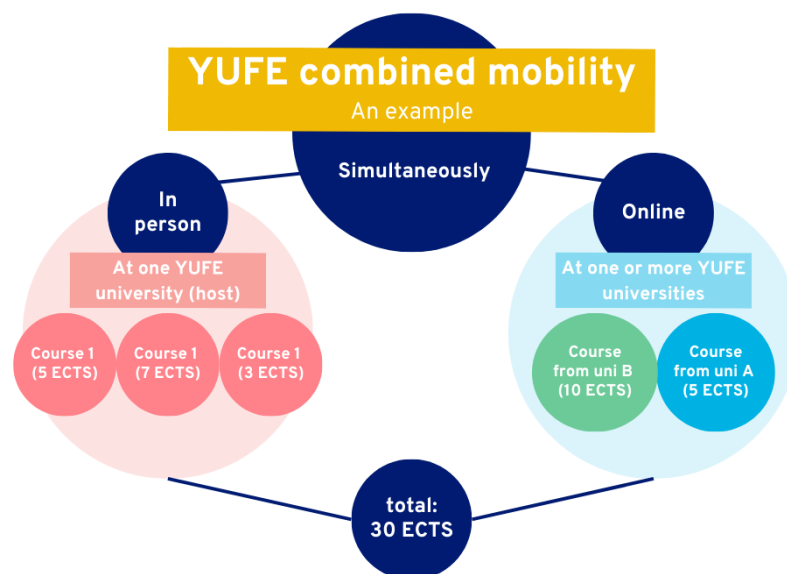 YUFE combined mobility
An example
Simultaneously
In
person
At one YUFE
university (host)
Course 1
(5 ECTS)
Course 1
(7 ECTS)
Course 1
(3 ECTS)
Online
At one or more YUFE
universities
Course
from uni B
(10 ECTS)
Course
from uni A
(5 ECTS)
total:
30 ECTS